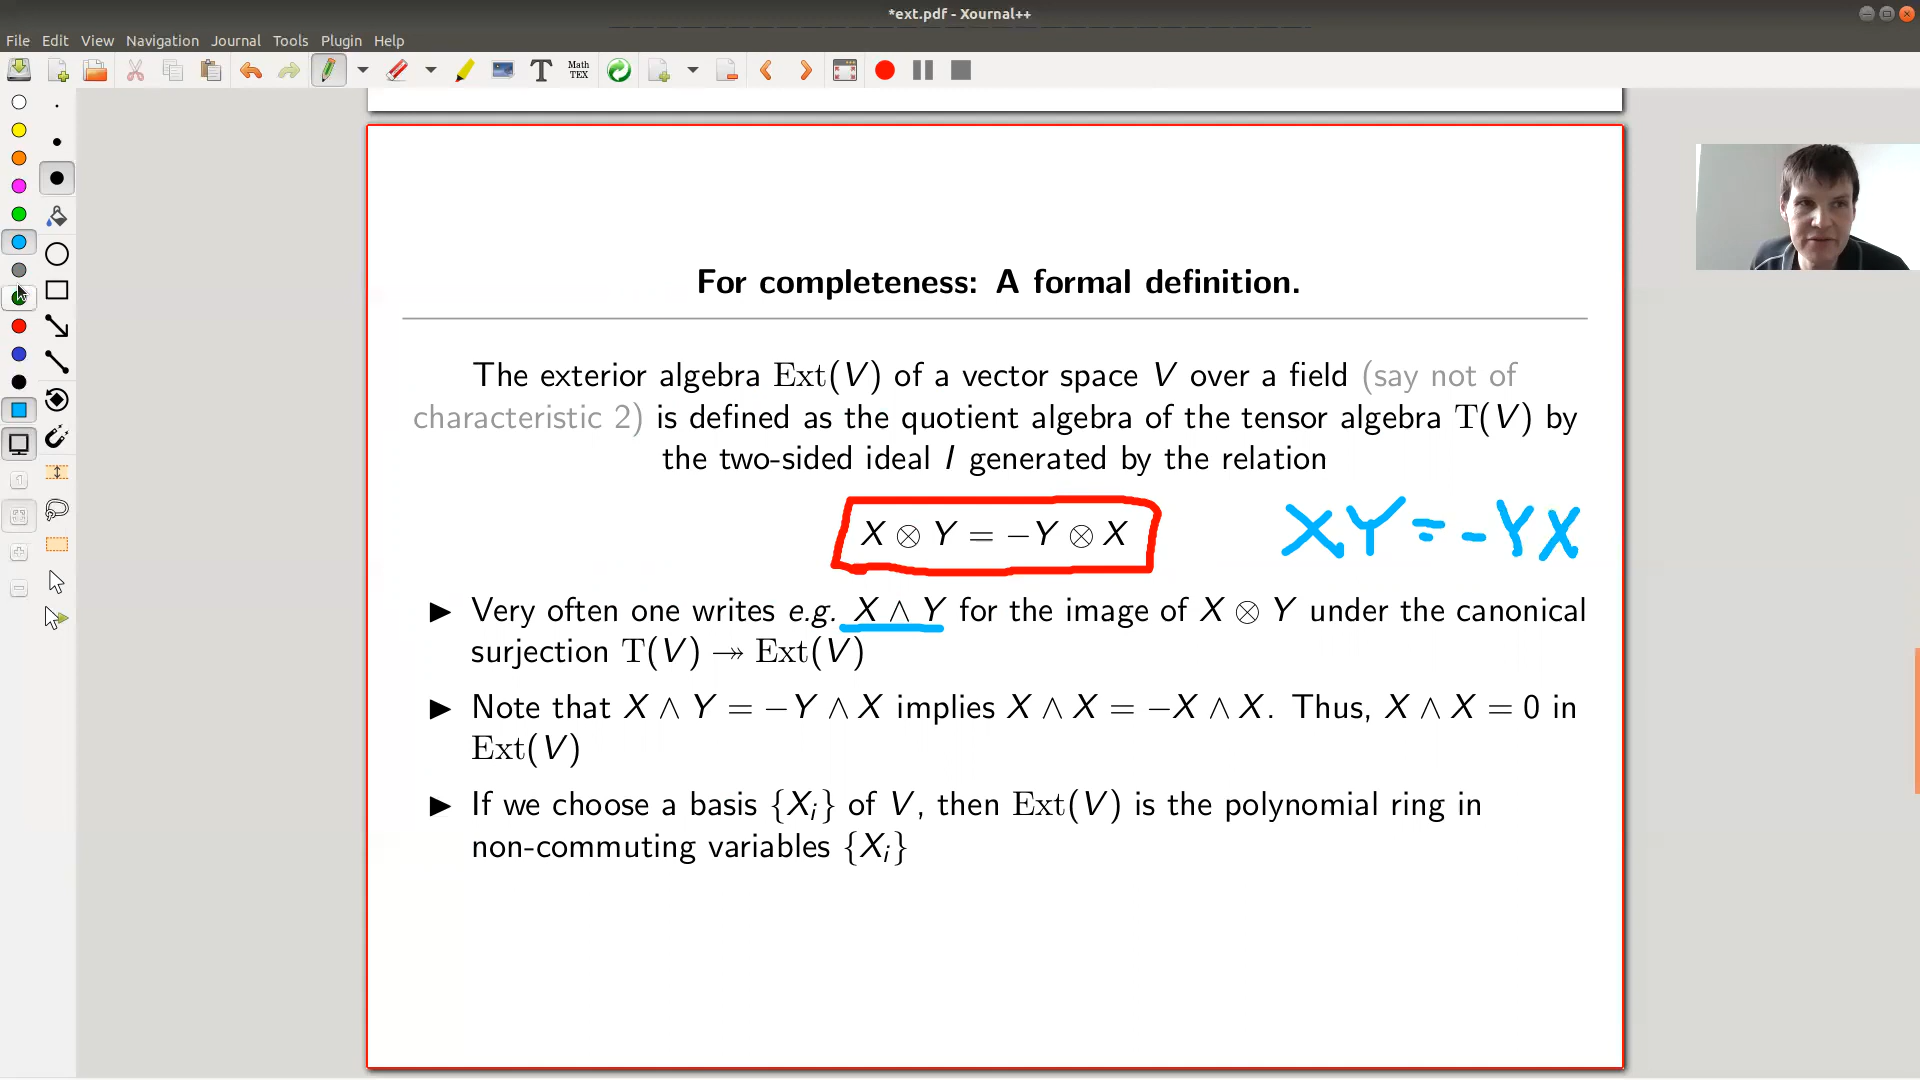 *ext.pdf - Xournal++
File Edit View Navigation Journal Tools Plugin Help
Math TEX
For completeness: A formal definition.
The exterior algebra Ext(V) of a vector space V over a field (say not of
characteristic 2) is defined as the quotient algebra of the tensor algebra T(V) by
the two-sided ideal I generated by the relation
X ⊗ Y = −Y ⊗ X
XY = -YX
▶ Very often one writes e.g. X ∧ Y for the image of X ⊗ Y under the canonical
surjection T(V) ↠ Ext(V)
▶ Note that X ∧ Y = −Y ∧ X implies X ∧ X = −X ∧ X. Thus, X ∧ X = 0 in
Ext(V)
▶ If we choose a basis {Xᵢ} of V, then Ext(V) is the polynomial ring in
non-commuting variables {Xᵢ}